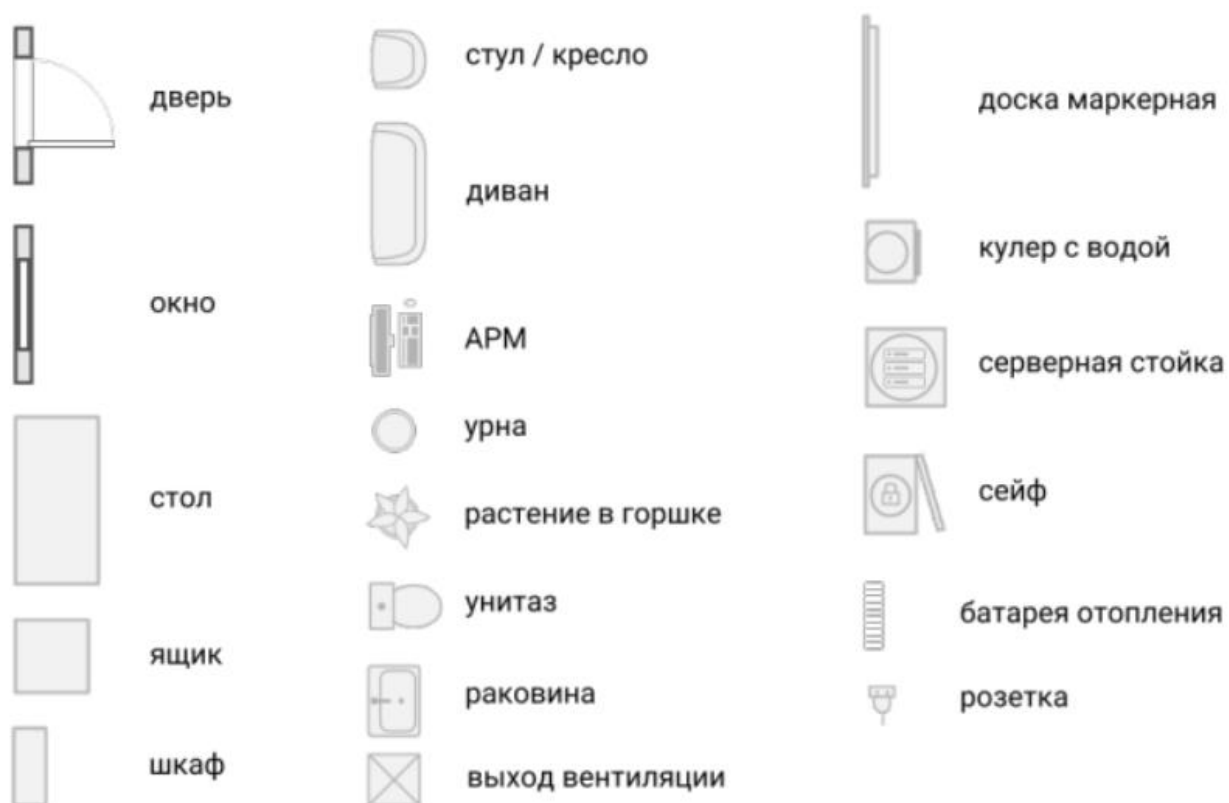 дверь
окно
стол
ящик
шкаф
стул / кресло
диван
АРМ
урна
растение в горшке
унитаз
раковина
выход вентиляции
доска маркерная
кулер с водой
серверная стойка
сейф
батарея отопления
розетка